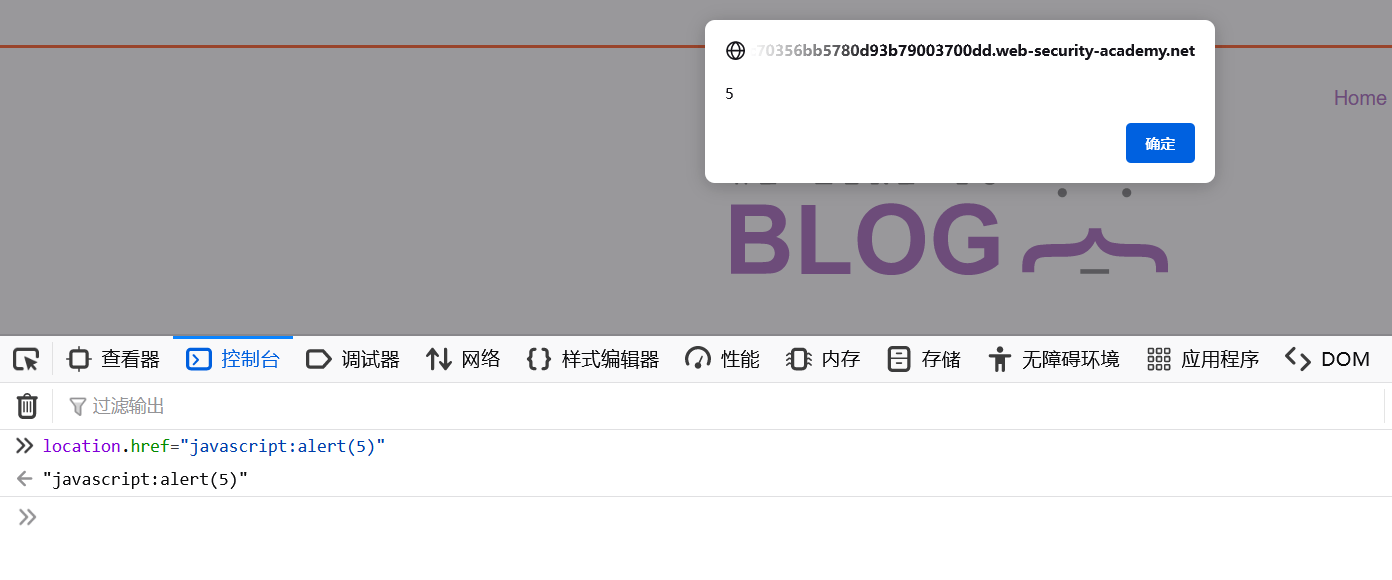 70356bb5780d93b79003700dd.web-security-academy.net
5
确定
Home
BLOG
查看器 控制台 调试器 网络 样式编辑器 性能 内存 存储 无障碍环境 应用程序 DOM
过滤输出
location.href="javascript:alert(5)"
"javascript:alert(5)"